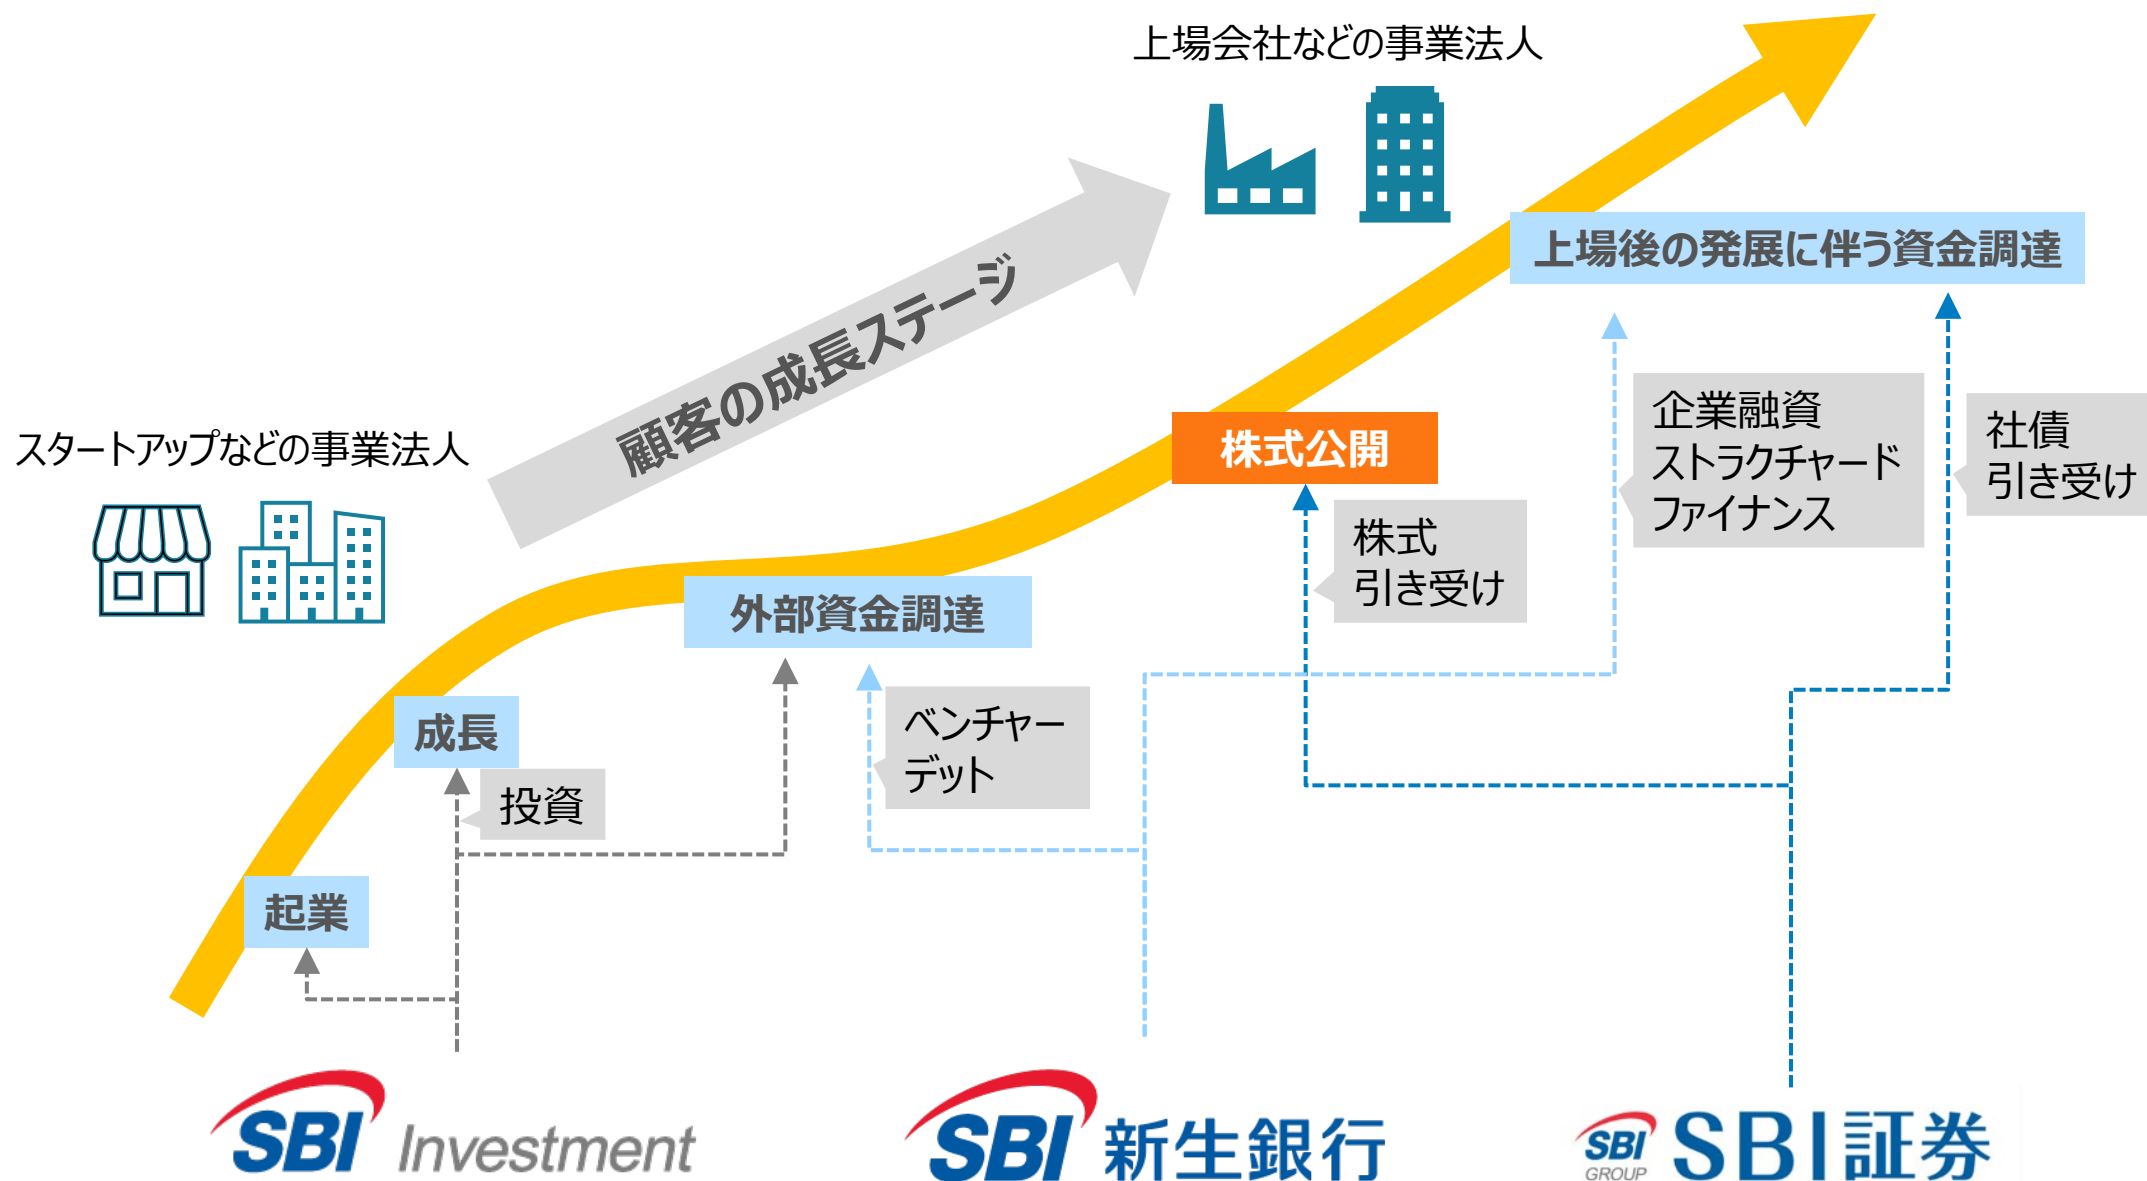 上場会社などの事業法人
顧客の成長ステージ
上場後の発展に伴う資金調達
スタートアップなどの事業法人
株式公開
企業融資
ストラクチャード
ファイナンス
社債
引き受け
株式
引き受け
外部資金調達
成長
ベンチャー
デット
投資
起業
SBI Investment
SBI 新生銀行
SBI GROUP SBI証券